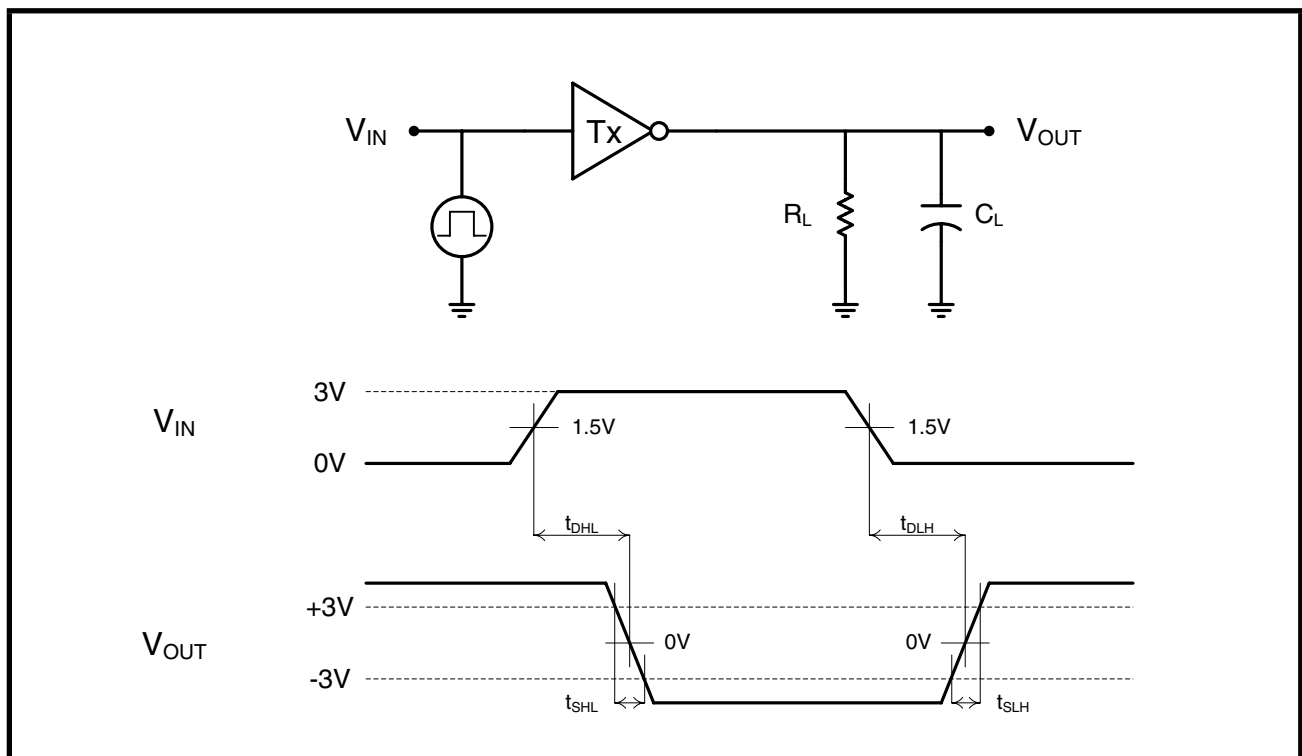 V_IN Tx V_OUT
R_L C_L
3V
V_IN 1.5V 1.5V
0V
t_DHL t_DLH
+3V
V_OUT 0V 0V
-3V
t_SHL t_SLH